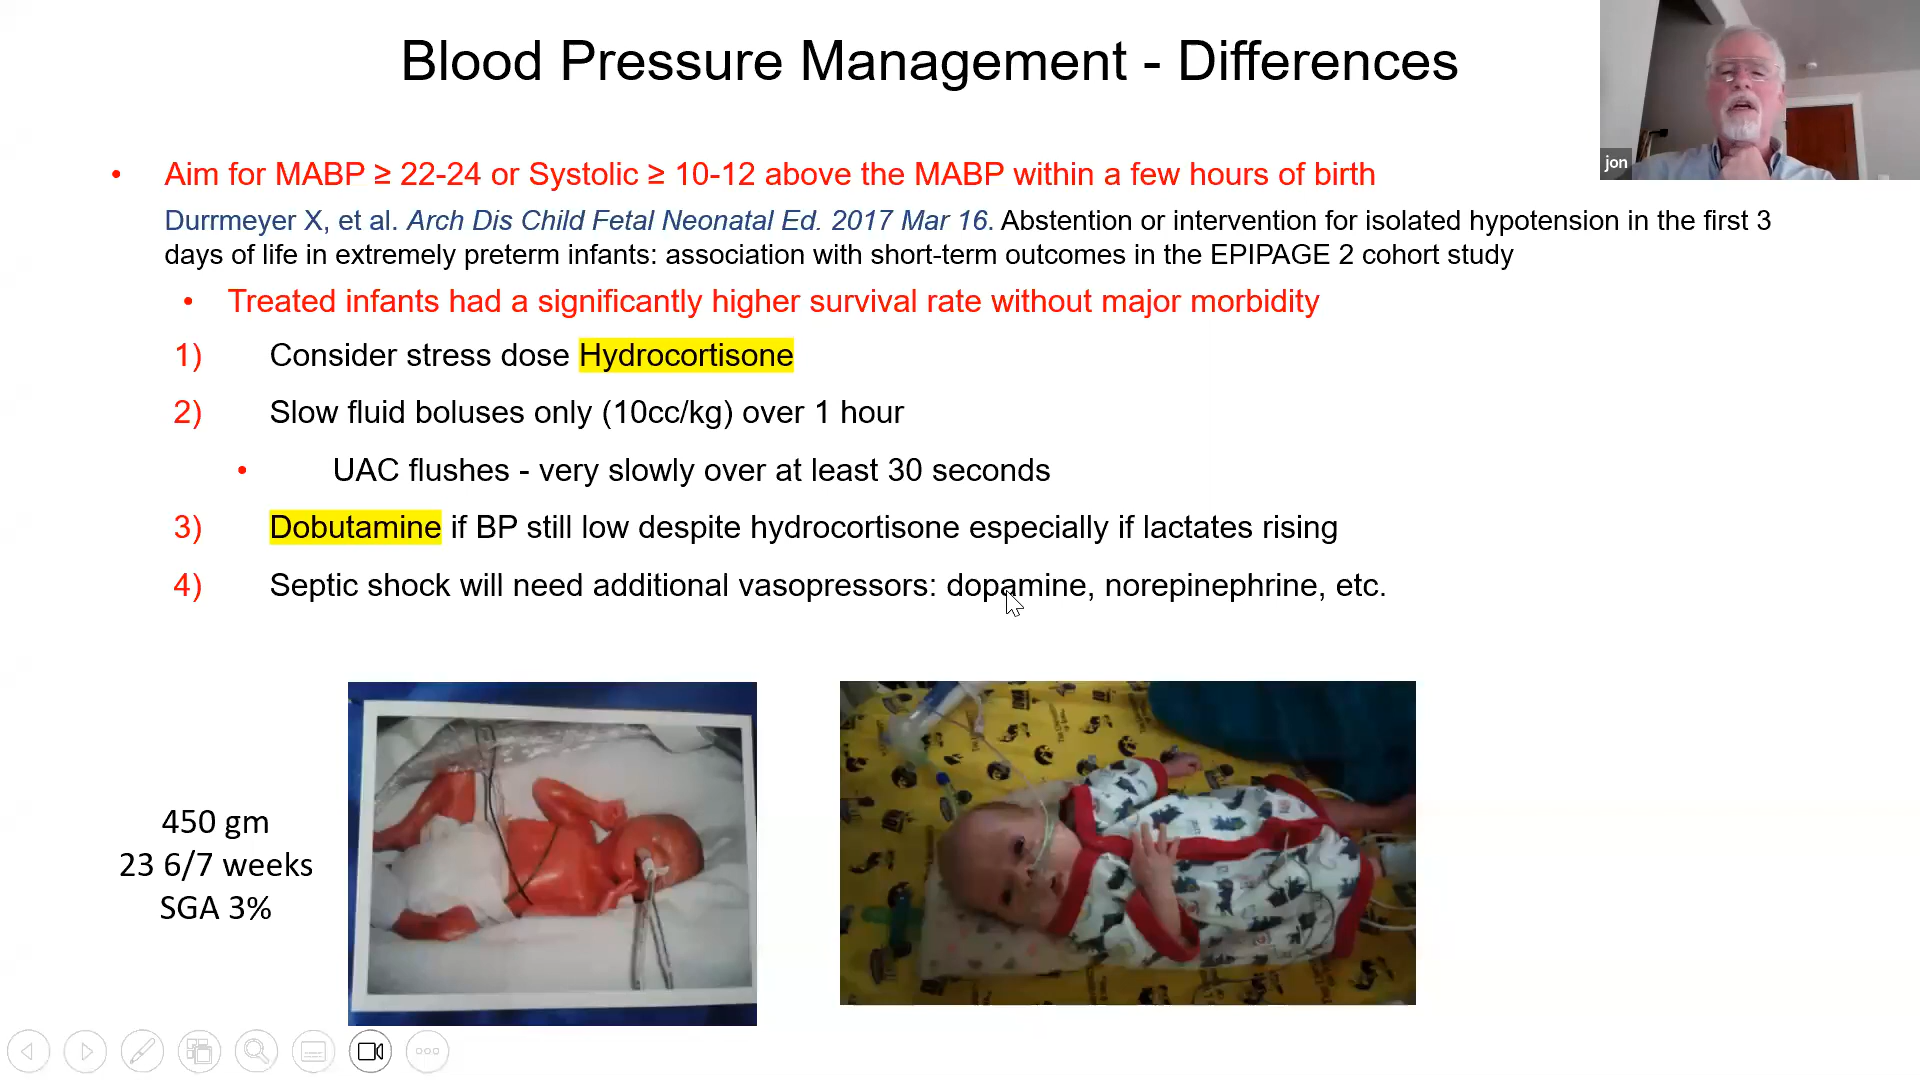 Blood Pressure Management - Differences
jon
• Aim for MABP ≥ 22-24 or Systolic ≥ 10-12 above the MABP within a few hours of birth
Durrmeyer X, et al. Arch Dis Child Fetal Neonatal Ed. 2017 Mar 16. Abstention or intervention for isolated hypotension in the first 3
days of life in extremely preterm infants: association with short-term outcomes in the EPIPAGE 2 cohort study
• Treated infants had a significantly higher survival rate without major morbidity
1) Consider stress dose Hydrocortisone
2) Slow fluid boluses only (10cc/kg) over 1 hour
• UAC flushes - very slowly over at least 30 seconds
3) Dobutamine if BP still low despite hydrocortisone especially if lactates rising
4) Septic shock will need additional vasopressors: dopamine, norepinephrine, etc.
450 gm
23 6/7 weeks
SGA 3%
IOWA